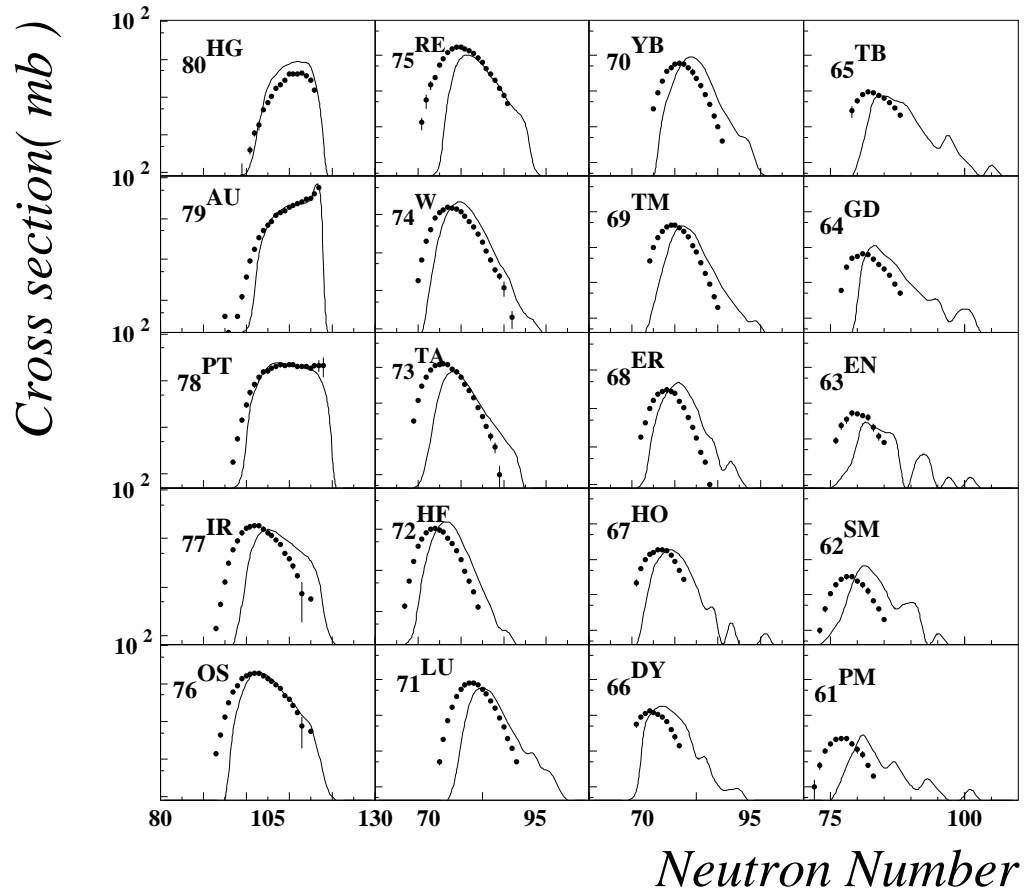 Cross section( mb )
10 2
80 HG
75 RE
70 YB
65 TB
10 2
79 AU
74 W
69 TM
64 GD
10 2
78 PT
73 TA
68 ER
63 EN
10 2
77 IR
72 HF
67 HO
62 SM
10 2
76 OS
71 LU
66 DY
61 PM
80 105 130 70 95 70 95 75 100
Neutron Number